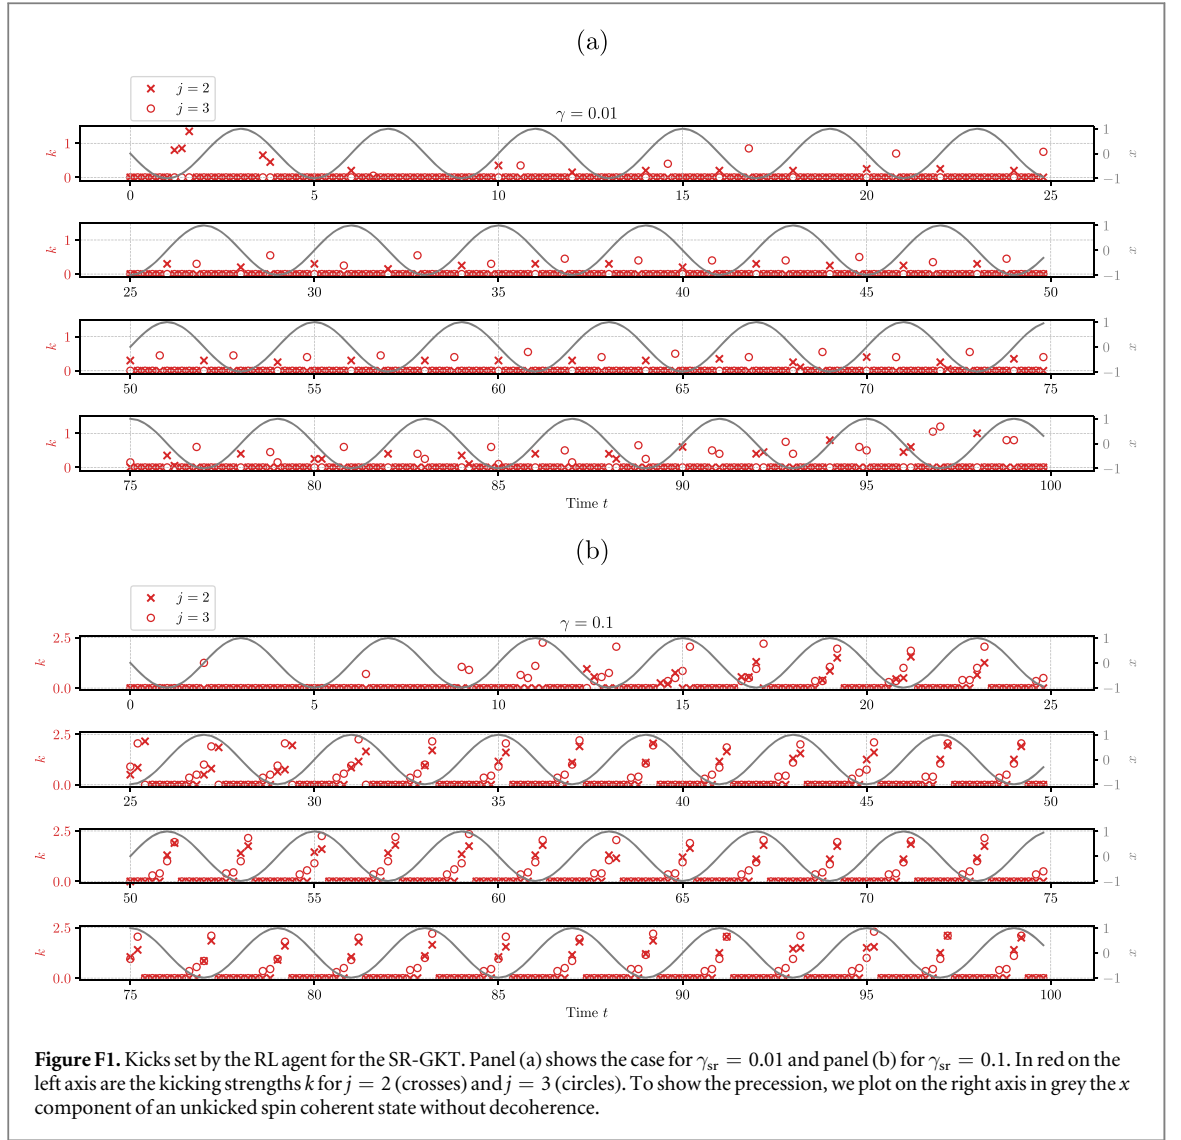 (a)
× j = 2
○ j = 3
γ = 0.01
k 1 0
1 0 −1 x
0 5 10 15 20 25
k 1 0
1 0 −1 x
25 30 35 40 45 50
k 1 0
1 0 −1 x
50 55 60 65 70 75
k 1 0
1 0 −1 x
75 80 85 90 95 100
Time t
(b)
× j = 2
○ j = 3
γ = 0.1
k 2.5 0.0
1 0 −1 x
0 5 10 15 20 25
k 2.5 0.0
1 0 −1 x
25 30 35 40 45 50
k 2.5 0.0
1 0 −1 x
50 55 60 65 70 75
k 2.5 0.0
1 0 −1 x
75 80 85 90 95 100
Time t
Figure F1. Kicks set by the RL agent for the SR-GKT. Panel (a) shows the case for γsr = 0.01 and panel (b) for γsr = 0.1. In red on the
left axis are the kicking strengths k for j = 2 (crosses) and j = 3 (circles). To show the precession, we plot on the right axis in grey the x
component of an unkicked spin coherent state without decoherence.